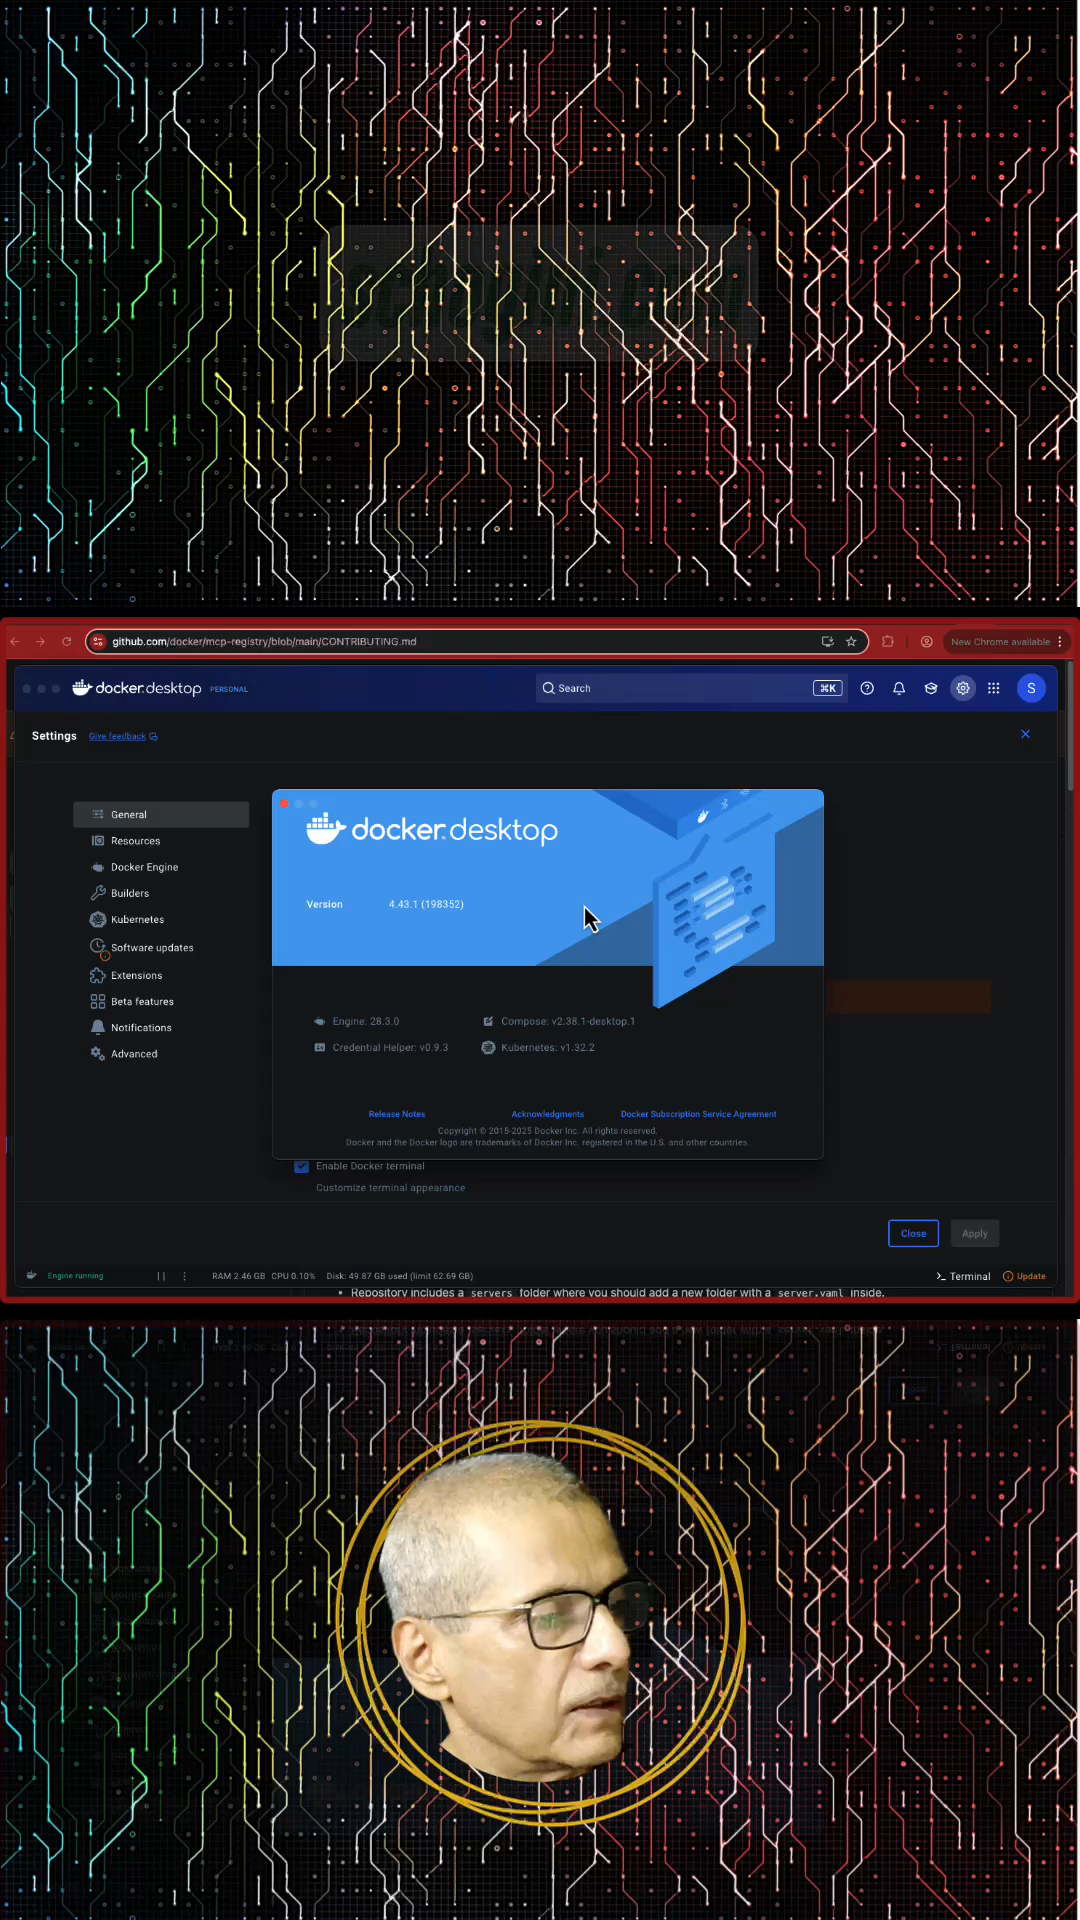 github.com/docker/mcp-registry/blob/main/CONTRIBUTING.md
New Chrome available
docker.desktop PERSONAL
Search
⌘K
S
Settings
Give feedback
General
Resources
Docker Engine
Builders
Kubernetes
Software updates
Extensions
Beta features
Notifications
Advanced
docker.desktop
Version 4.43.1 (198352)
Engine: 28.3.0
Compose: v2.38.1-desktop.1
Credential Helper: v0.9.3
Kubernetes: v1.32.2
Release Notes
Acknowledgments
Docker Subscription Service Agreement
Copyright © 2015-2025 Docker Inc. All rights reserved.
Docker and the Docker logo are trademarks of Docker Inc. registered in the U.S. and other countries.
Enable Docker terminal
Customize terminal appearance
Close
Apply
Engine running
RAM 2.46 GB CPU 0.10% Disk: 49.87 GB used (limit 62.69 GB)
>_ Terminal
Update
• Repository includes a servers folder where you should add a new folder with a server.yaml inside.